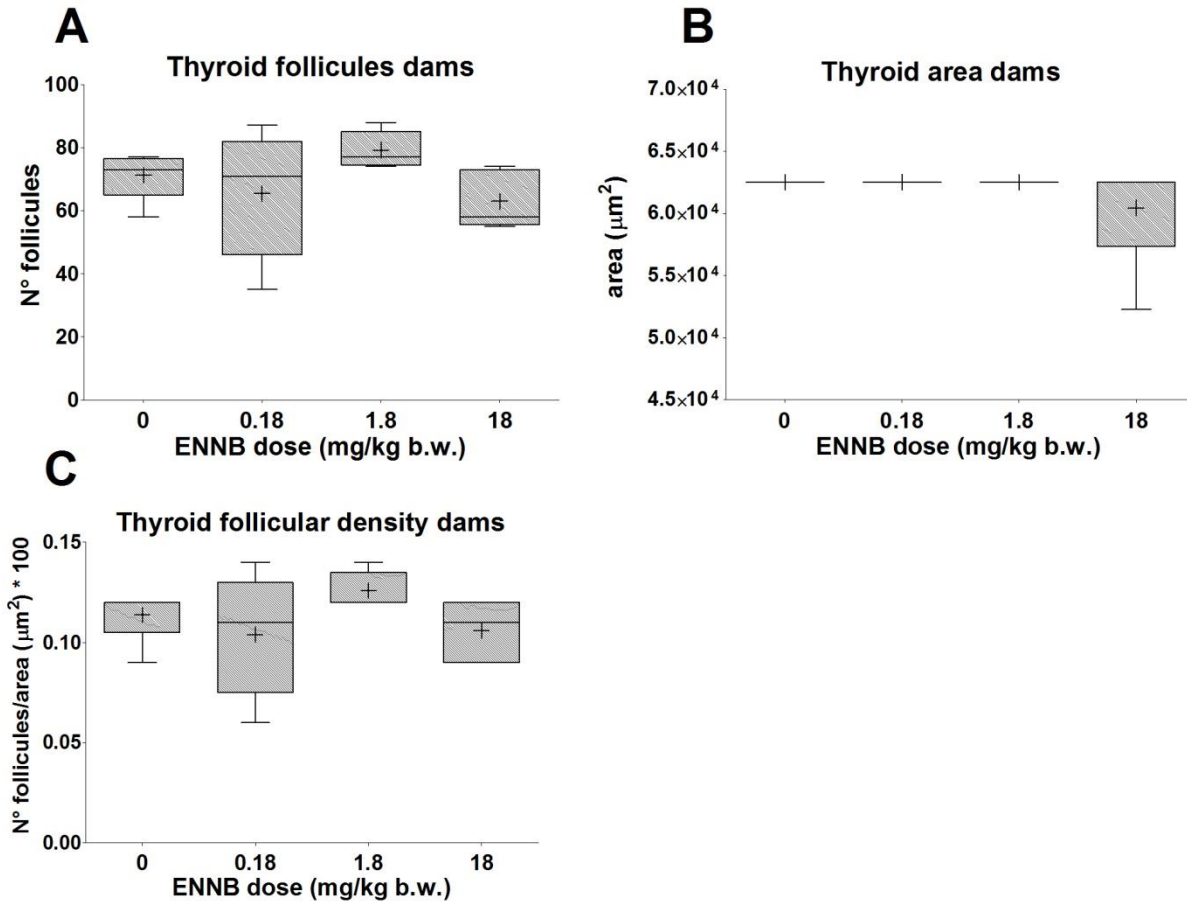 A
Thyroid follicules dams
N° follicules
100
80
60
40
20
0
0 0.18 1.8 18
ENNB dose (mg/kg b.w.)
B
Thyroid area dams
area (μm²)
7.0×10⁴
6.5×10⁴
6.0×10⁴
5.5×10⁴
5.0×10⁴
4.5×10⁴
0 0.18 1.8 18
ENNB dose (mg/kg b.w.)
C
Thyroid follicular density dams
N° follicules/area (μm²) * 100
0.15
0.10
0.05
0.00
0 0.18 1.8 18
ENNB dose (mg/kg b.w.)